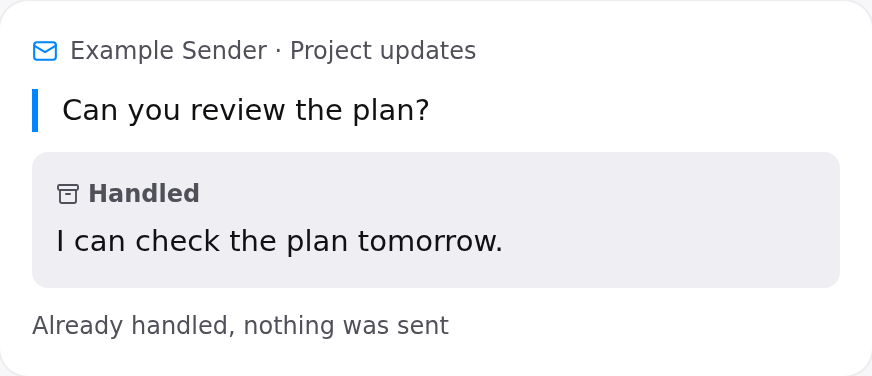 Example Sender · Project updates
Can you review the plan?
Handled
I can check the plan tomorrow.
Already handled, nothing was sent